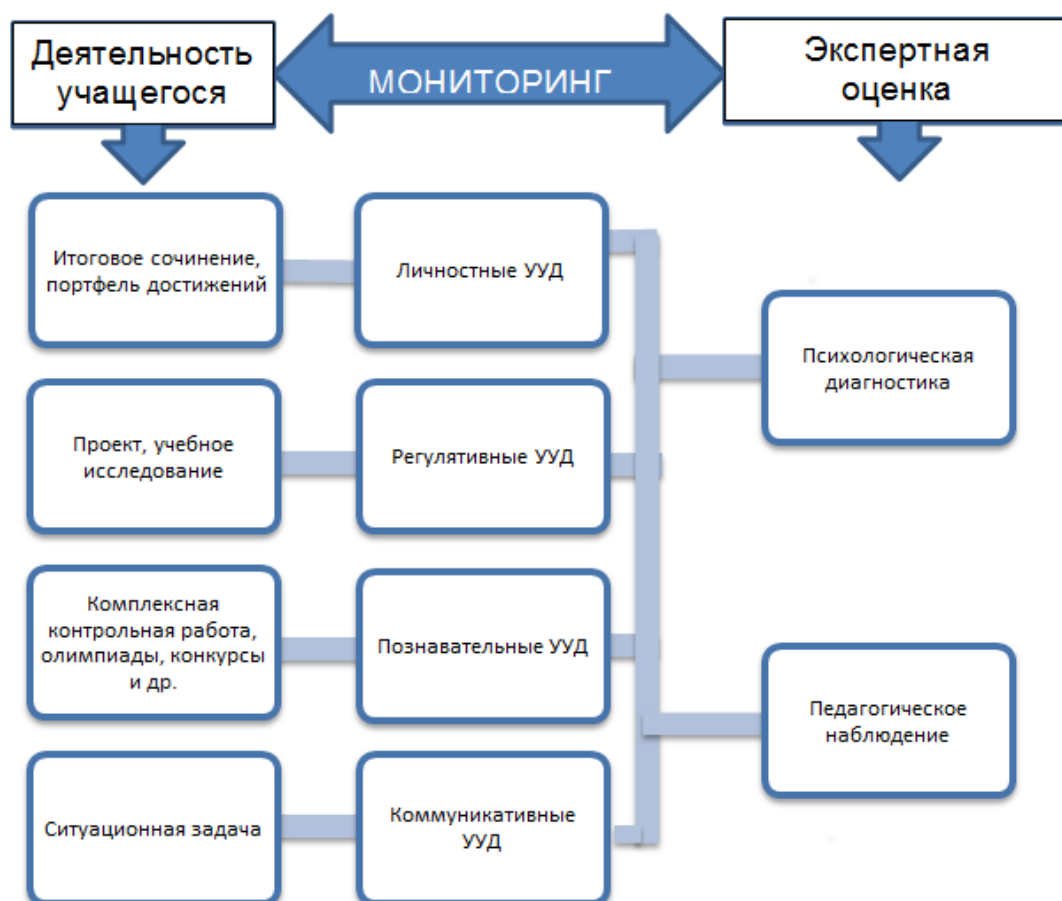 Деятельность
учащегося
МОНИТОРИНГ
Экспертная
оценка
Итоговое сочинение,
портфель достижений
Личностные УУД
Психологическая
диагностика
Проект, учебное
исследование
Регулятивные УУД
Комплексная
контрольная работа,
олимпиады, конкурсы
и др.
Познавательные УУД
Педагогическое
наблюдение
Ситуационная задача
Коммуникативные
УУД